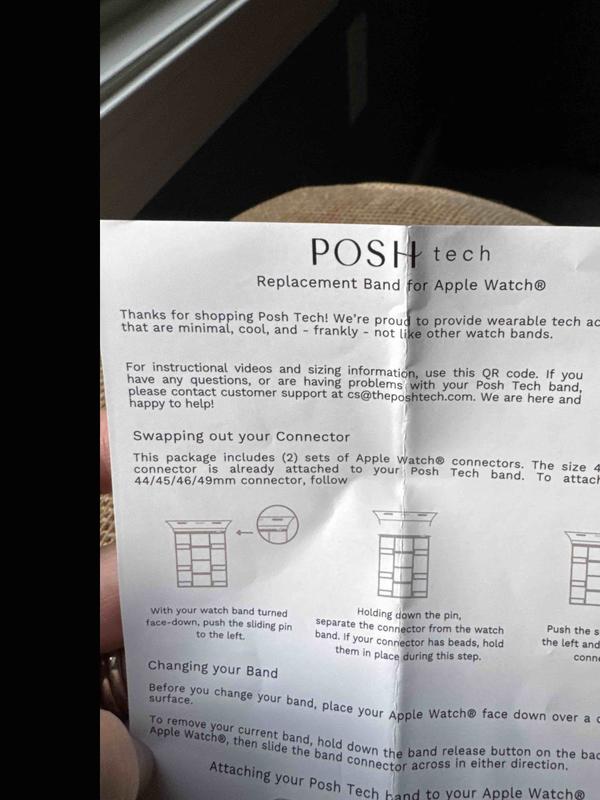 POSH tech
Replacement Band for Apple Watch®
Thanks for shopping Posh Tech! We're proud to provide wearable tech
that are minimal, cool, and - frankly - not like other watch bands.
For instructional videos and sizing information, use this QR code. If you
have any questions, or are having problems with your Posh Tech band,
please contact customer support at cs@theposhtech.com. We are here and
happy to help!
Swapping out your Connector
This package includes (2) sets of Apple Watch® connectors. The size
connector is already attached to your Posh Tech band. To
44/45/46/49mm connector, follow
With your watch band turned
face-down, push the sliding pin
to the left.
Holding down the pin,
separate the connector from the watch
band. If your connector has beads, hold
them in place during this step.
Push the
the left and
Changing your Band
Before you change your band, place your Apple Watch® face down over a
surface.
To remove your current band, hold down the band release button on the
Apple Watch®, then slide the band connector across in either direction.
Attaching your Posh Tech band to your Apple Watch®